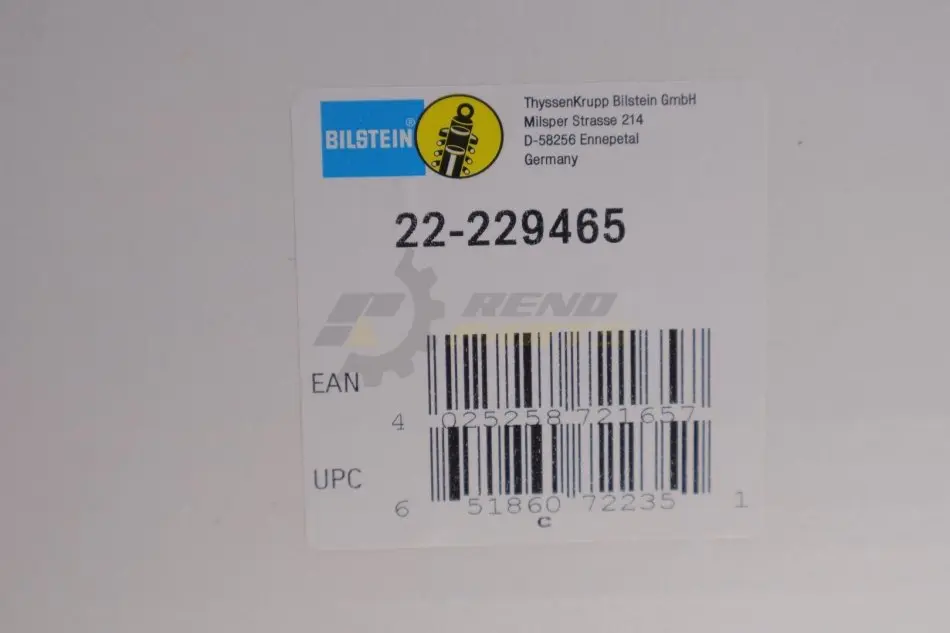 BILSTEIN®
ThyssenKrupp Bilstein GmbH
Milsper Strasse 214
D-58256 Ennepetal
Germany
22-229465
RENO
EAN
4 025258 721657
UPC
6 51860 72235 1
C